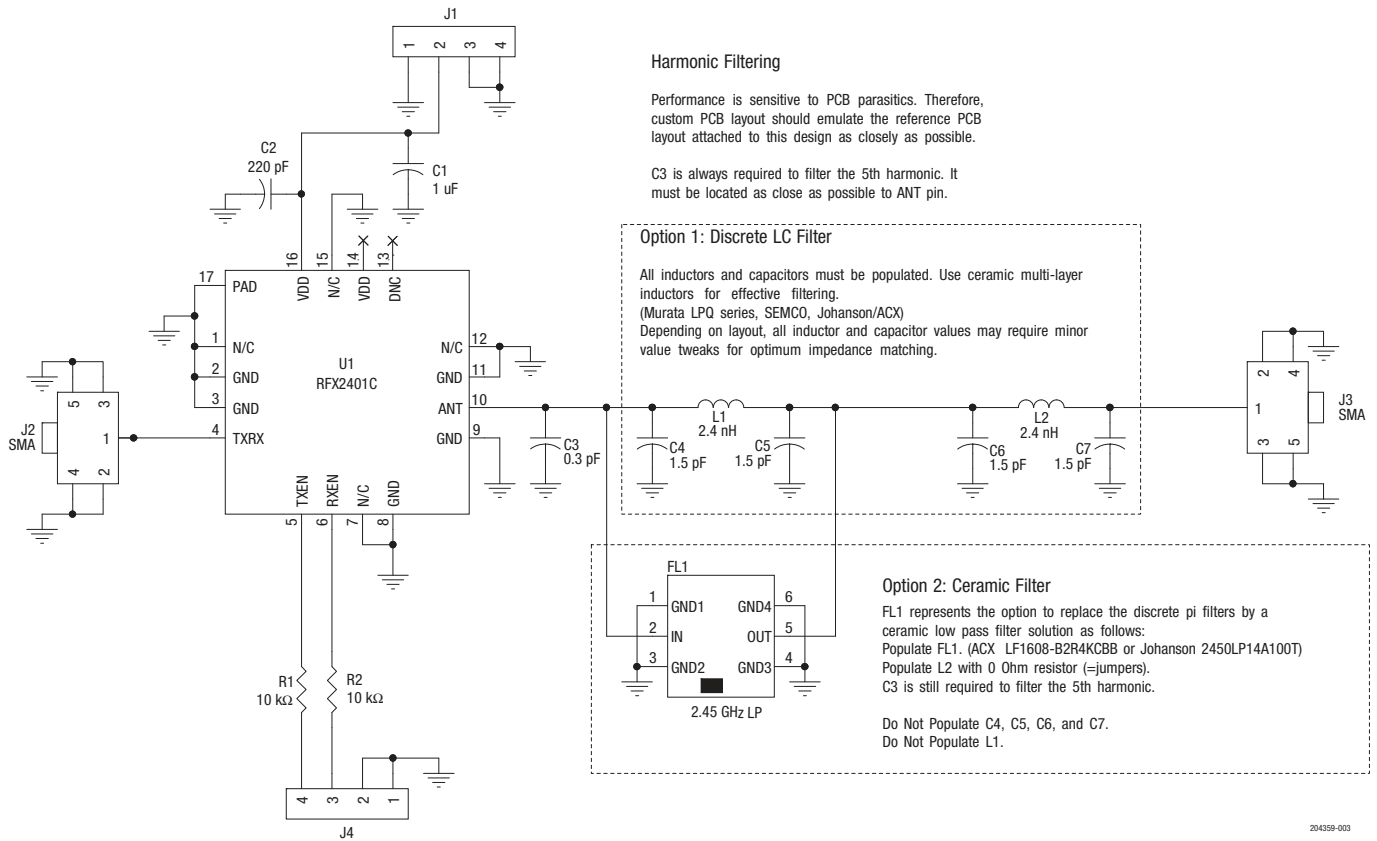 J1
1 2 3 4
Harmonic Filtering
Performance is sensitive to PCB parasitics. Therefore,
custom PCB layout should emulate the reference PCB
layout attached to this design as closely as possible.
C3 is always required to filter the 5th harmonic. It
must be located as close as possible to ANT pin.
C2
220 pF
C1
1 uF
Option 1: Discrete LC Filter
All inductors and capacitors must be populated. Use ceramic multi-layer
inductors for effective filtering.
(Murata LPQ series, SEMCO, Johanson/ACX)
Depending on layout, all inductor and capacitor values may require minor
value tweaks for optimum impedance matching.
16 15 14 13
VDD N/C VDD DNC
17 PAD
1 N/C
2 GND
3 GND
4 TXRX
U1
RFX2401C
N/C 12
GND 11
ANT 10
GND 9
TXEN RXEN N/C GND
5 6 7 8
J2
SMA
5 3
1
4 2
C3
0.3 pF
C4
1.5 pF
L1
2.4 nH
C5
1.5 pF
C6
1.5 pF
L2
2.4 nH
C7
1.5 pF
2 4
1
3 5
J3
SMA
FL1
1 GND1 GND4 6
2 IN OUT 5
3 GND2 GND3 4
2.45 GHz LP
Option 2: Ceramic Filter
FL1 represents the option to replace the discrete pi filters by a
ceramic low pass filter solution as follows:
Populate FL1. (ACX LF1608-B2R4KCBB or Johanson 2450LP14A100T)
Populate L2 with 0 Ohm resistor (=jumpers).
C3 is still required to filter the 5th harmonic.
Do Not Populate C4, C5, C6, and C7.
Do Not Populate L1.
R1
10 kΩ
R2
10 kΩ
4 3 2 1
J4
204359-003